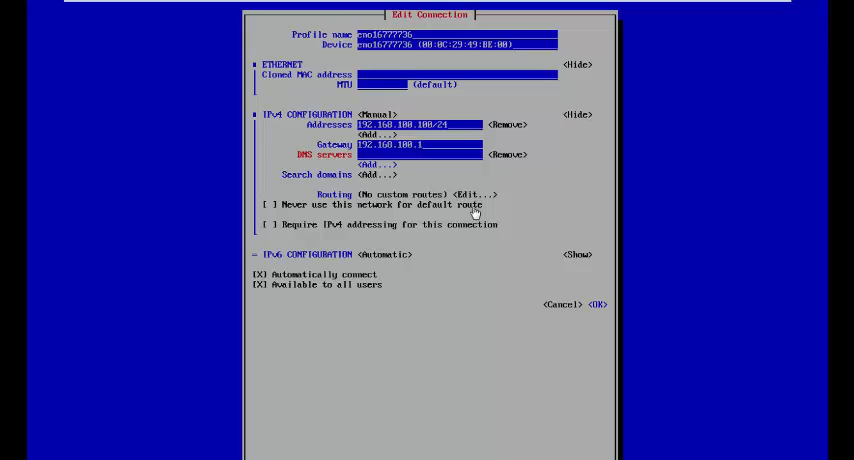 Edit Connection
Profile name eno16777736
Device eno16777736 (00:0C:29:49:BE:00)
ETHERNET <Hide>
Cloned MAC address
MTU (default)
IPv4 CONFIGURATION <Manual> <Hide>
Addresses 192.168.100.100/24 <Remove>
<Add...>
Gateway 192.168.100.1
DNS servers <Remove>
<Add...>
Search domains <Add...>
Routing (No custom routes) <Edit...>
[ ] Never use this network for default route
[ ] Require IPv4 addressing for this connection
= IPv6 CONFIGURATION <Automatic> <Show>
[X] Automatically connect
[X] Available to all users
<Cancel> <OK>